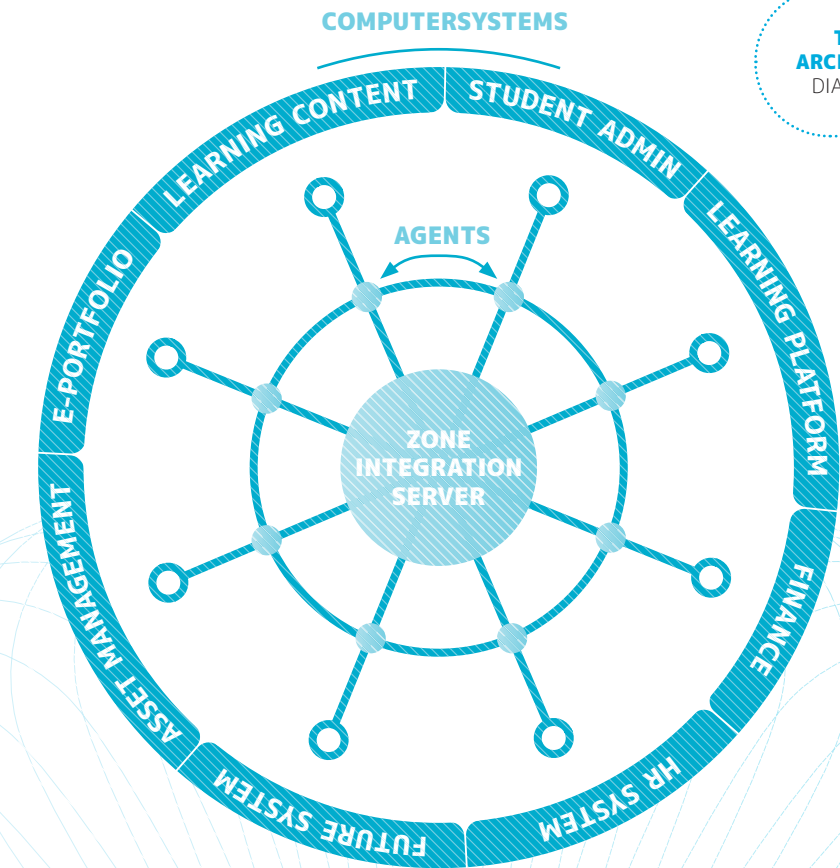 COMPUTERSYSTEMS
LEARNING CONTENT
STUDENT ADMIN
LEARNING PLATFORM
FINANCE
HR SYSTEM
FUTURE SYSTEM
ASSET MANAGEMENT
E-PORTFOLIO
AGENTS
ZONE
INTEGRATION
SERVER